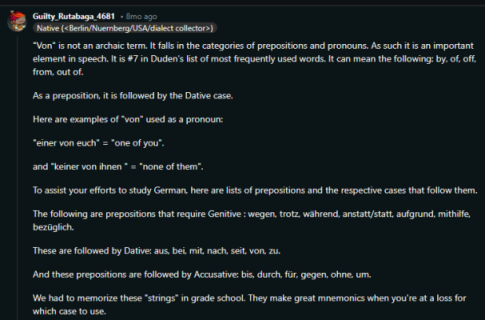 Guilty_Rutabaga_4681 • 8mo ago
Native (<Berlin/Nuernberg/USA/dialect collector>)
"Von" is not an archaic term. It falls in the categories of prepositions and pronouns. As such it is an important
element in speech. It is #7 in Duden's list of most frequently used words. It can mean the following: by, of, off,
from, out of.
As a preposition, it is followed by the Dative case.
Here are examples of "von" used as a pronoun:
"einer von euch" = "one of you".
and "keiner von ihnen " = "none of them".
To assist your efforts to study German, here are lists of prepositions and the respective cases that follow them.
The following are prepositions that require Genitive : wegen, trotz, während, anstatt/statt, aufgrund, mithilfe,
bezüglich.
These are followed by Dative: aus, bei, mit, nach, seit, von, zu.
And these prepositions are followed by Accusative: bis, durch, für, gegen, ohne, um.
We had to memorize these "strings" in grade school. They make great mnemonics when you're at a loss for
which case to use.